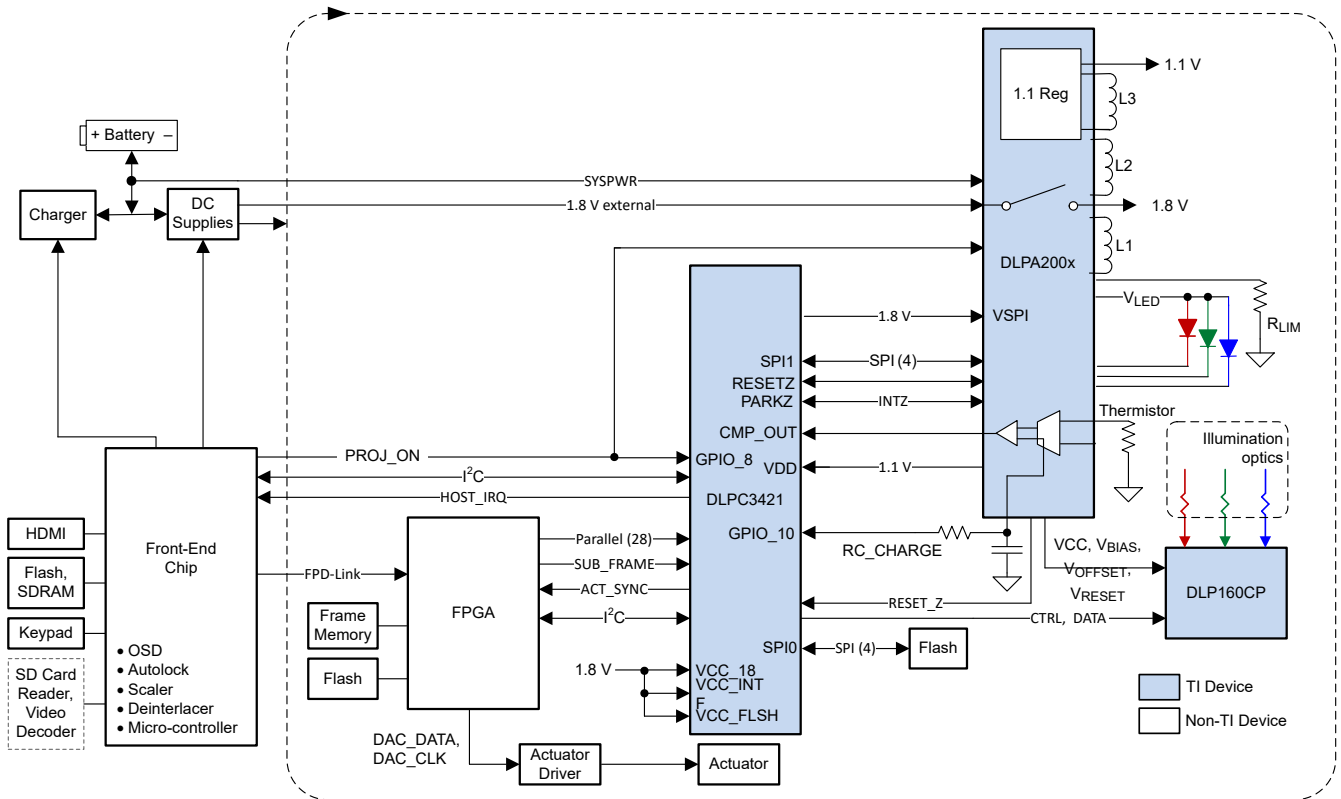 + Battery –
Charger
DC
Supplies
SYSPWR
1.8 V external
1.1 Reg
1.1 V
L3
L2
1.8 V
L1
DLPA200x
VLED
RLIM
VSPI
1.8 V
SPI1
SPI (4)
RESETZ
PARKZ
INTZ
CMP_OUT
Thermistor
PROJ_ON
GPIO_8
VDD
1.1 V
I²C
HOST_IRQ
DLPC3421
GPIO_10
RC_CHARGE
Illumination
optics
VCC, VBIAS,
VOFFSET,
VRESET
DLP160CP
HDMI
Flash,
SDRAM
Keypad
SD Card
Reader,
Video
Decoder
Front-End
Chip
• OSD
• Autolock
• Scaler
• Deinterlacer
• Micro-controller
FPD-Link
Frame
Memory
Flash
FPGA
Parallel (28)
SUB_FRAME
ACT_SYNC
I²C
RESET_Z
CTRL, DATA
SPI0
SPI (4)
Flash
1.8 V
VCC_18
VCC_INT
F
VCC_FLSH
DAC_DATA,
DAC_CLK
Actuator
Driver
Actuator
TI Device
Non-TI Device